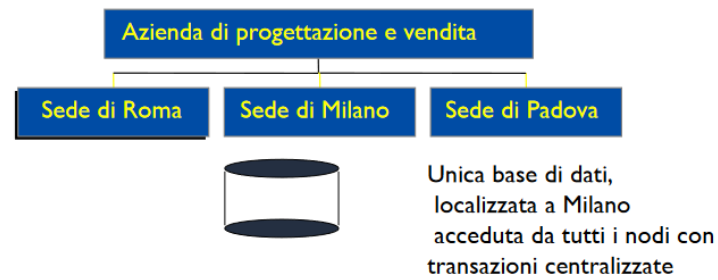 Azienda di progettazione e vendita
Sede di Roma
Sede di Milano
Sede di Padova
Unica base di dati,
localizzata a Milano
acceduta da tutti i nodi con
transazioni centralizzate